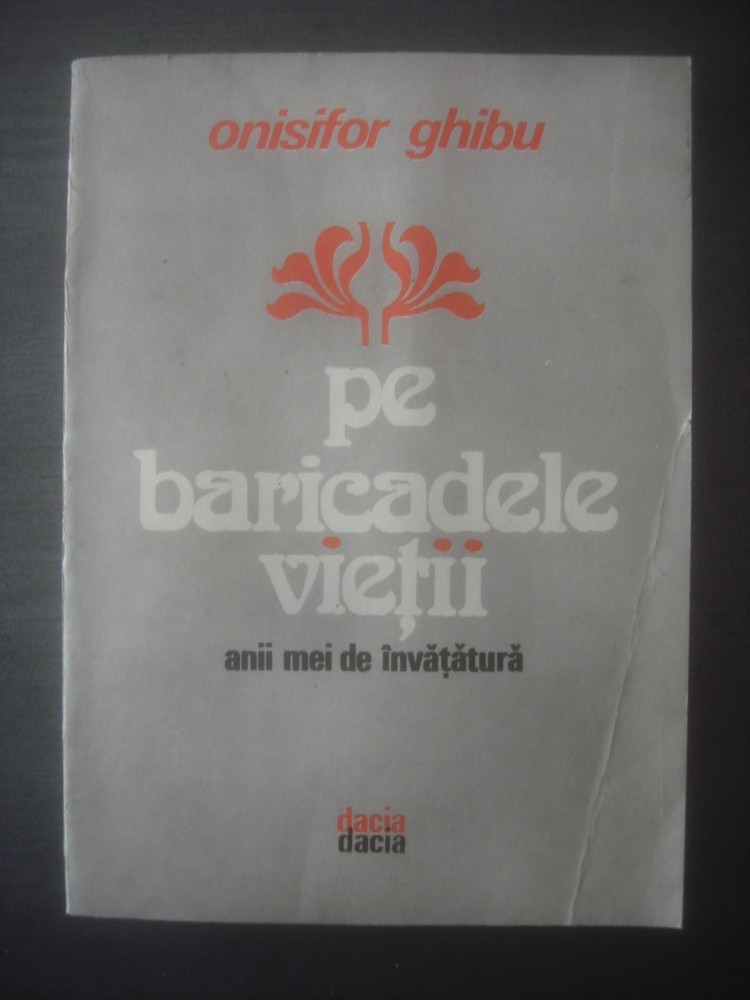 onisifor ghibu
pe
baricadele
vieții
anii mei de învățătură
dacia
dacia